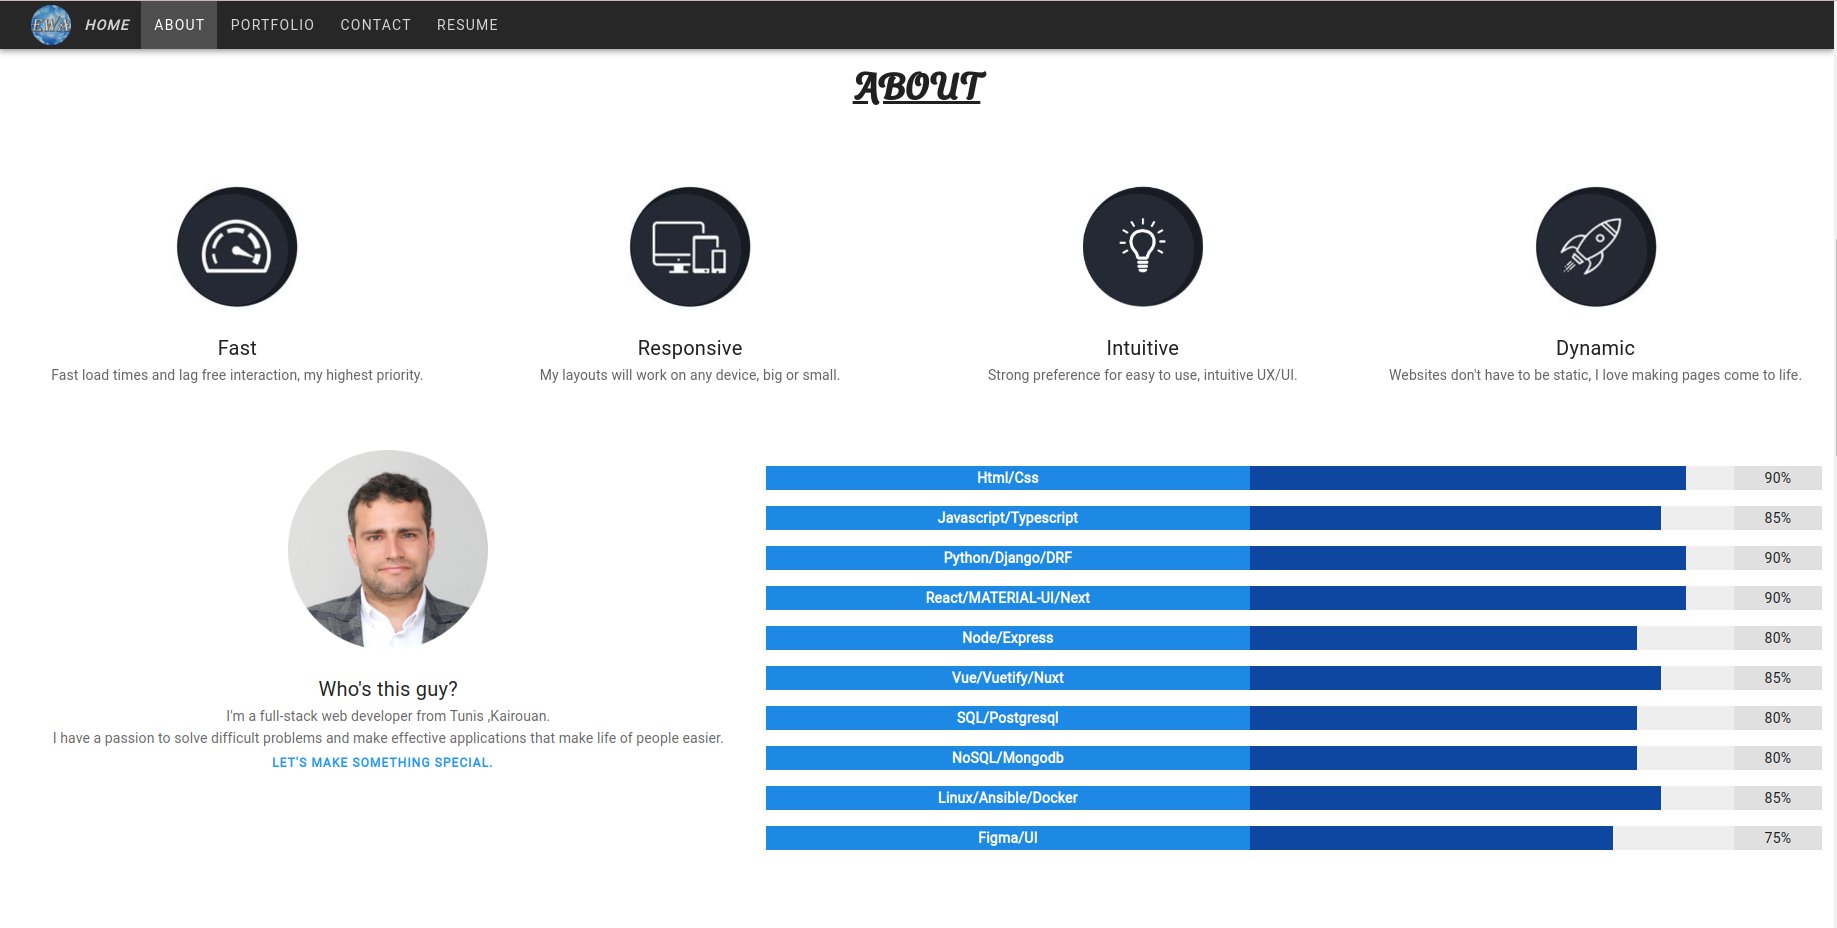 EWA HOME ABOUT PORTFOLIO CONTACT RESUME
ABOUT
Fast
Fast load times and lag free interaction, my highest priority.
Responsive
My layouts will work on any device, big or small.
Intuitive
Strong preference for easy to use, intuitive UX/UI.
Dynamic
Websites don't have to be static, I love making pages come to life.
Who's this guy?
I'm a full-stack web developer from Tunis ,Kairouan.
I have a passion to solve difficult problems and make effective applications that make life of people easier.
LET'S MAKE SOMETHING SPECIAL.
Html/Css 90%
Javascript/Typescript 85%
Python/Django/DRF 90%
React/MATERIAL-UI/Next 90%
Node/Express 80%
Vue/Vuetify/Nuxt 85%
SQL/Postgresql 80%
NoSQL/Mongodb 80%
Linux/Ansible/Docker 85%
Figma/UI 75%